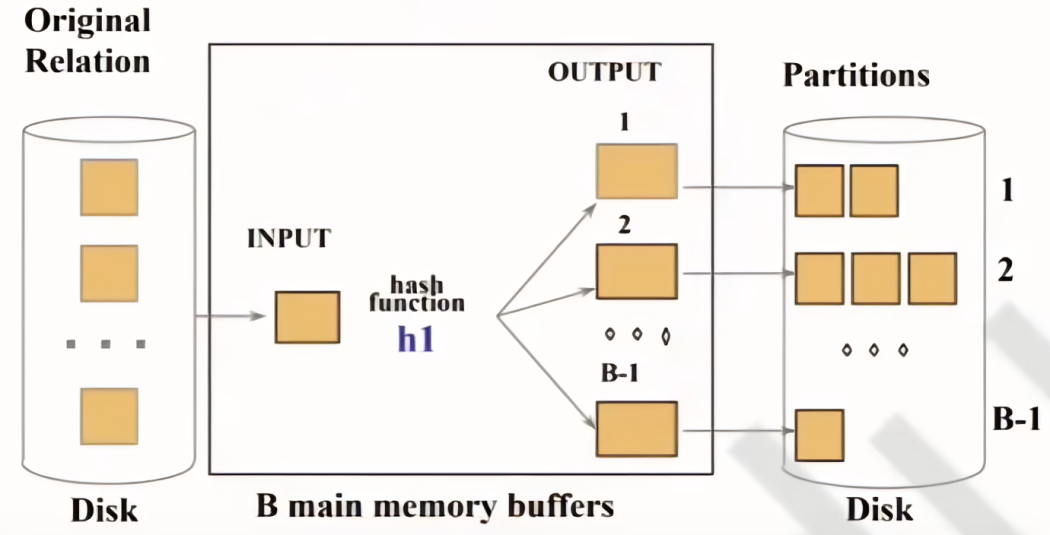 Original
Relation
OUTPUT
Partitions
1
1
INPUT
2
2
hash
function
h1
B-1
B-1
Disk
B main memory buffers
Disk